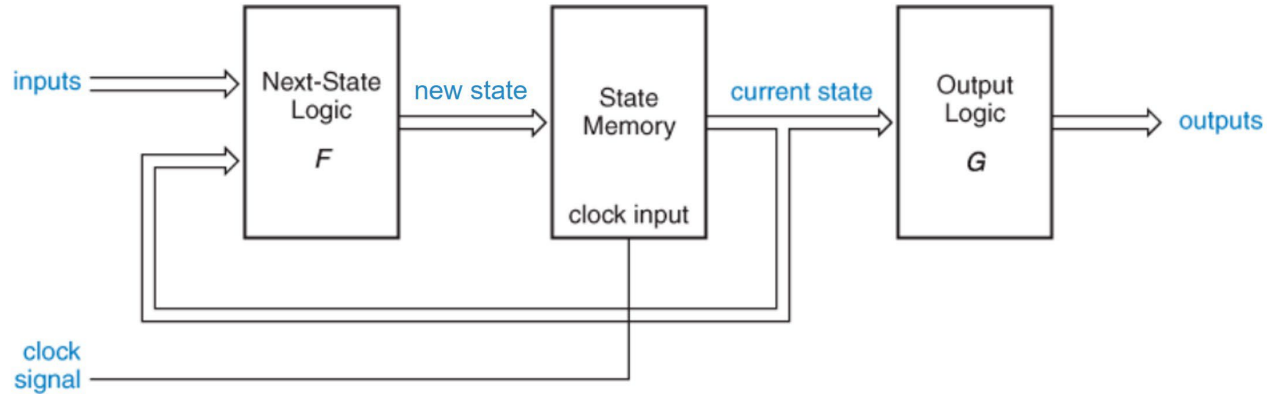 inputs
Next-State
Logic
F
new state
State
Memory
clock input
current state
Output
Logic
G
outputs
clock
signal